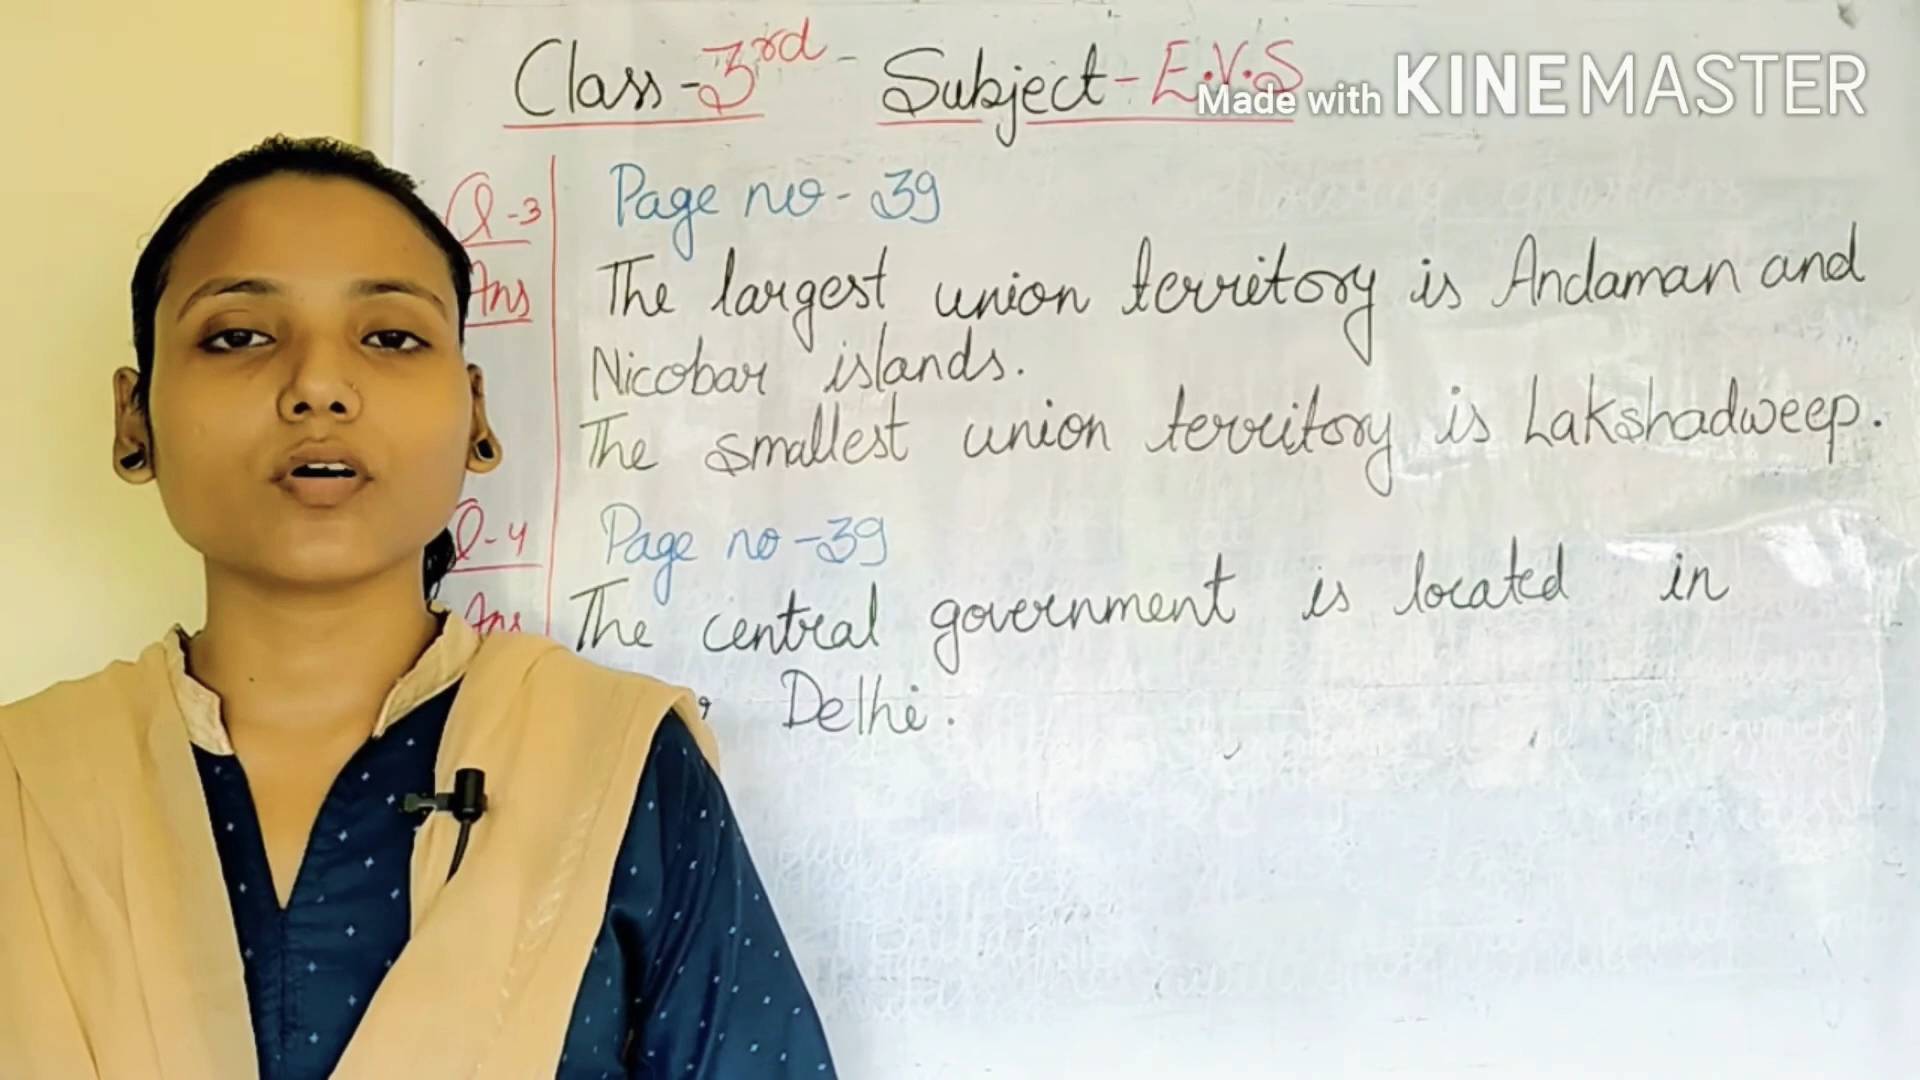 Class - 3rd - Subject - E.V.S
Made with KINEMASTER
Q-3 Page no - 39
Ans The largest union territory is Andaman and
Nicobar islands.
The smallest union territory is Lakshadweep.
Q-4 Page no - 39
Ans The central government is located in
Delhi.